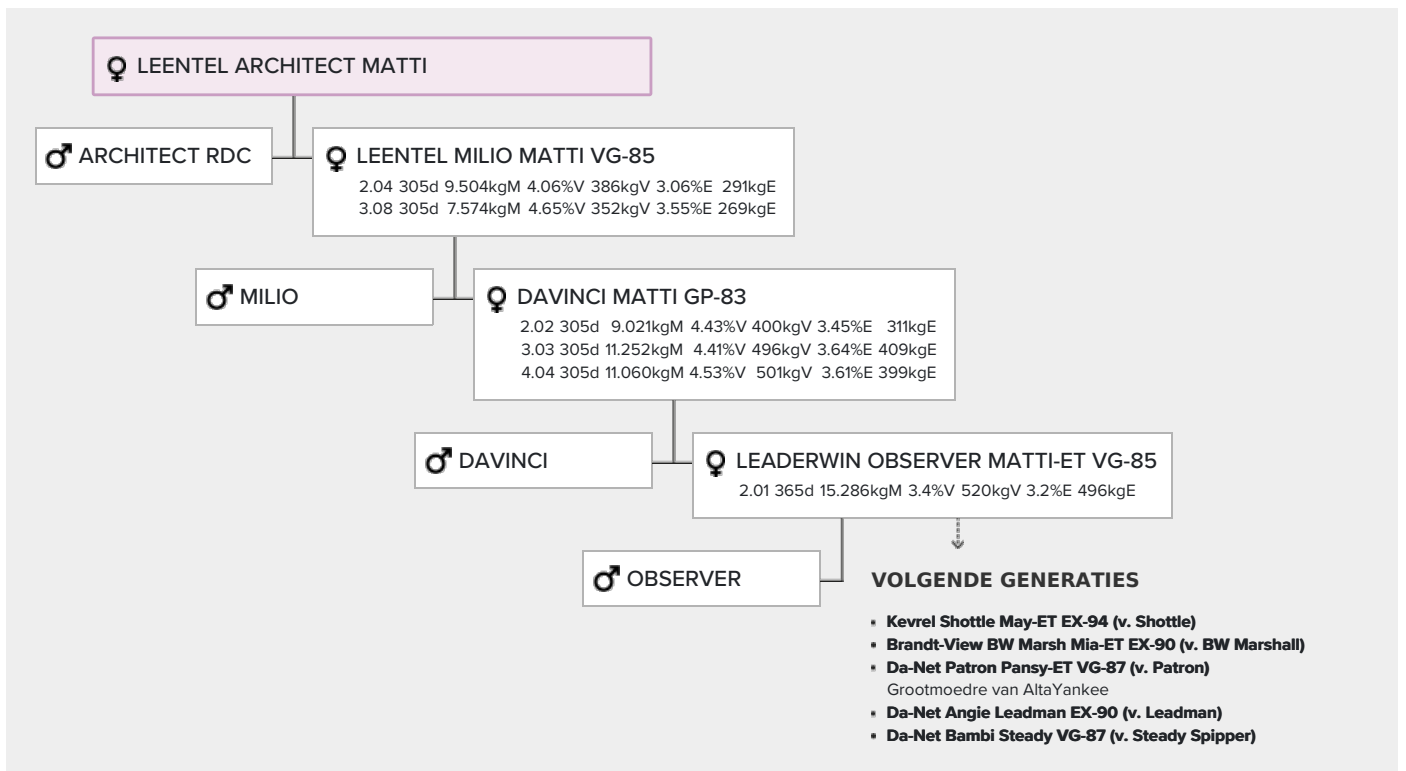 LEENTEL ARCHITECT MATTI
ARCHITECT RDC
LEENTEL MILIO MATTI VG-85
2.04 305d 9.504kgM 4.06%V 386kgV 3.06%E 291kgE
3.08 305d 7.574kgM 4.65%V 352kgV 3.55%E 269kgE
MILIO
DAVINCI MATTI GP-83
2.02 305d 9.021kgM 4.43%V 400kgV 3.45%E 311kgE
3.03 305d 11.252kgM 4.41%V 496kgV 3.64%E 409kgE
4.04 305d 11.060kgM 4.53%V 501kgV 3.61%E 399kgE
DAVINCI
LEADERWIN OBSERVER MATTI-ET VG-85
2.01 365d 15.286kgM 3.4%V 520kgV 3.2%E 496kgE
OBSERVER
VOLGENDE GENERATIES
• Kevrel Shottle May-ET EX-94 (v. Shottle)
• Brandt-View BW Marsh Mia-ET EX-90 (v. BW Marshall)
• Da-Net Patron Pansy-ET VG-87 (v. Patron)
Grootmoedre van AltaYankee
• Da-Net Angie Leadman EX-90 (v. Leadman)
• Da-Net Bambi Steady VG-87 (v. Steady Spipper)